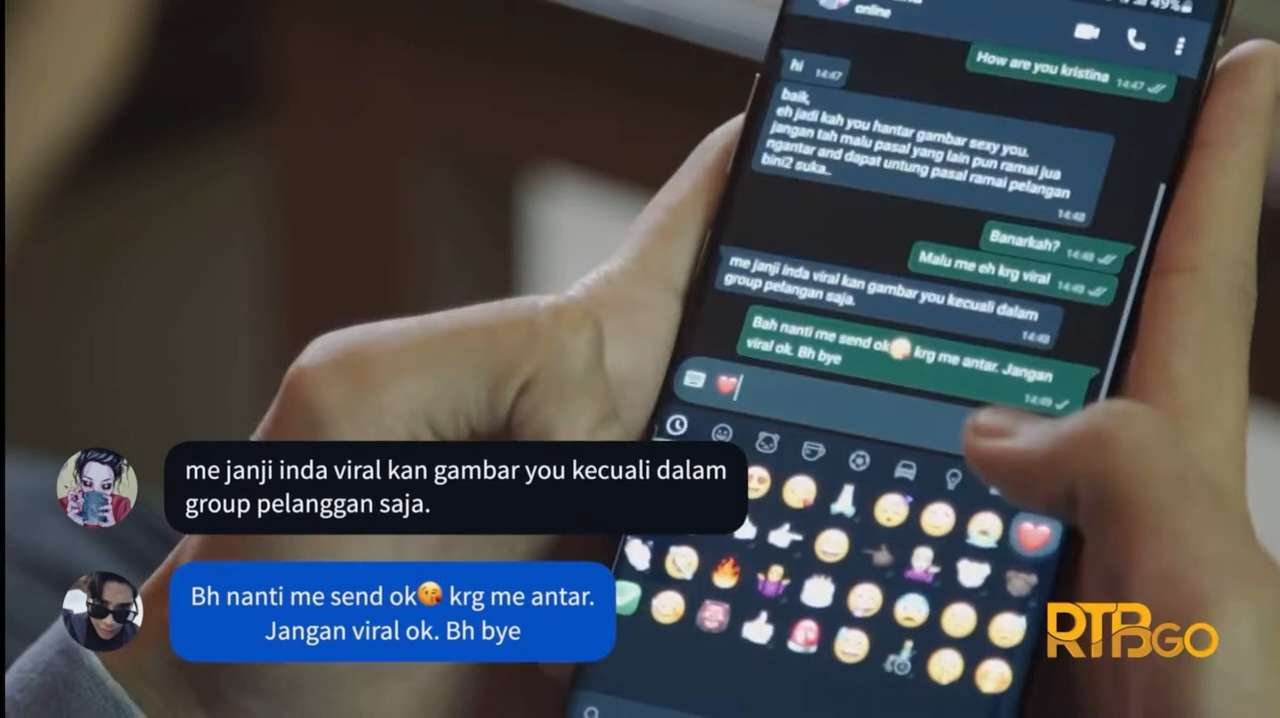 49%
online
How are you kristina 14:47
hi 14:47
baik,
eh jadi kah you hantar gambar sexy you.
jangan tah malu pasal yang lain pun ramai jua
ngantar and dapat untung pasal ramai pelangan
bini2 suka..
14:48
Banarkah? 14:48
Malu me eh krg viral 14:48
me janji inda viral kan gambar you kecuali dalam
group pelangan saja.
14:48
Bah nanti me send ok😘 krg me antar. Jangan
viral ok. Bh bye
14:49
me janji inda viral kan gambar you kecuali dalam
group pelanggan saja.
Bh nanti me send ok😘 krg me antar.
Jangan viral ok. Bh bye
RTBGO